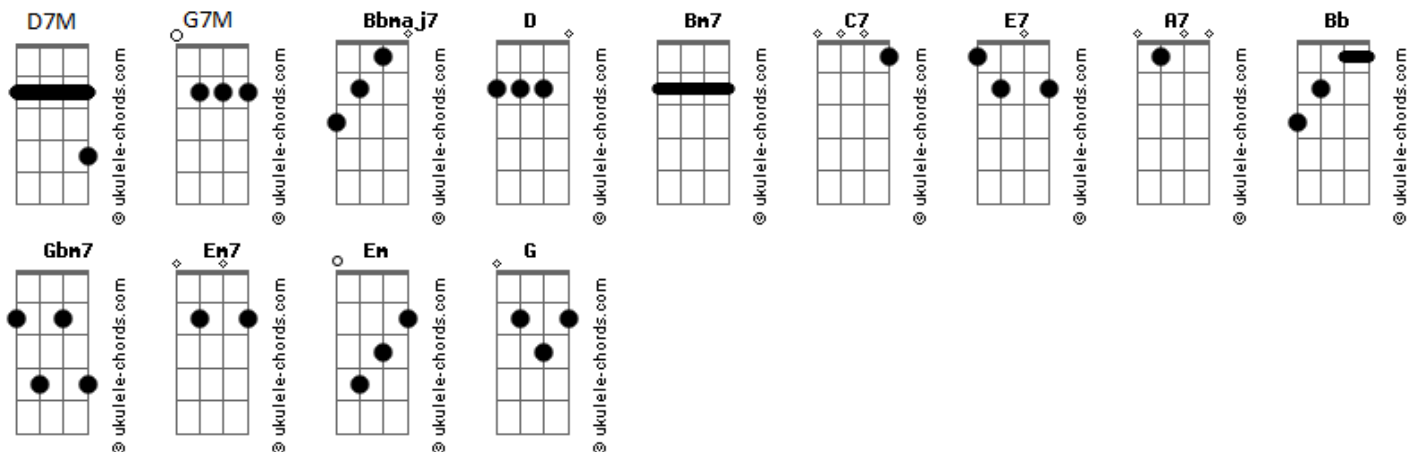 D7M G7M Bbmaj7 D Bm7 C7 E7 A7 Bb
© ukulele-chords.com © ukulele-chords.com © ukulele-chords.com © ukulele-chords.com © ukulele-chords.com © ukulele-chords.com © ukulele-chords.com © ukulele-chords.com © ukulele-chords.com
Gbm7 Em7 Em G
© ukulele-chords.com © ukulele-chords.com © ukulele-chords.com © ukulele-chords.com